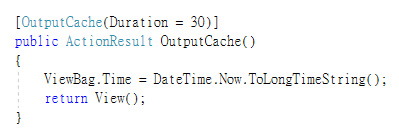 [OutputCache(Duration = 30)]
public ActionResult OutputCache()
{
ViewBag.Time = DateTime.Now.ToLongTimeString();
return View();
}